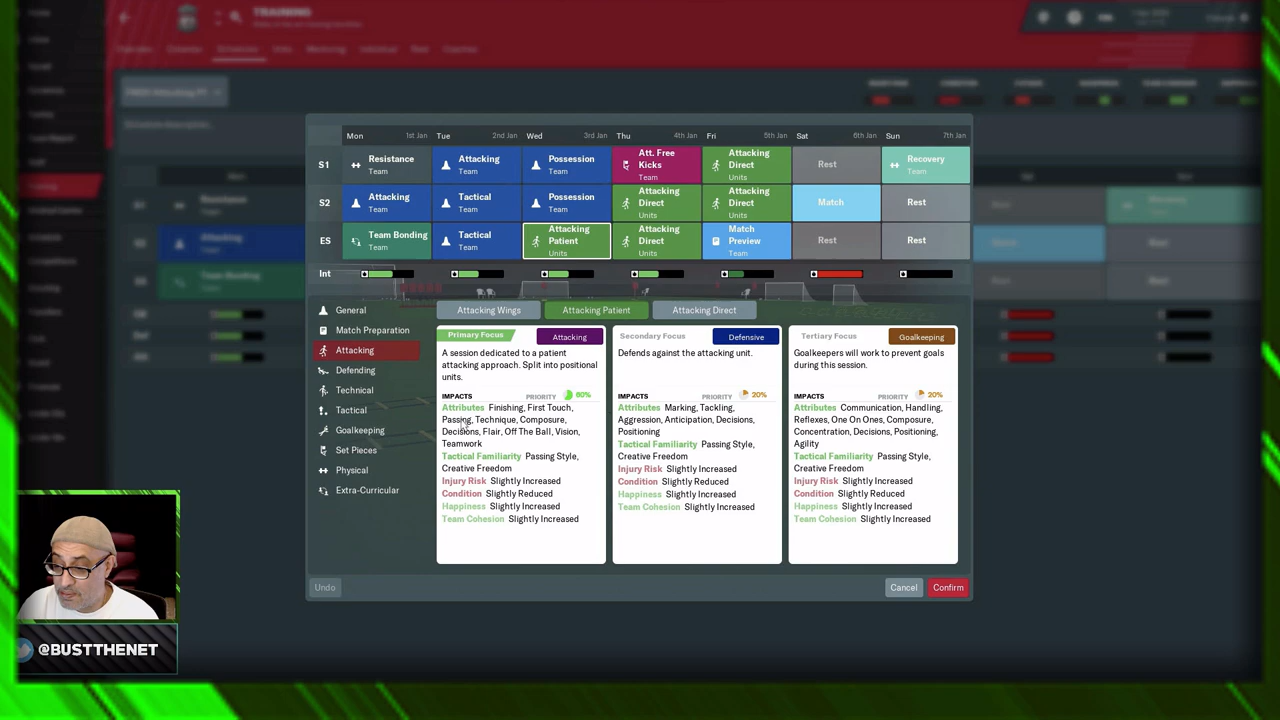 TRAINING
Mon 1st Jan Tue 2nd Jan Wed 3rd Jan Thu 4th Jan Fri 5th Jan Sat 6th Jan Sun 7th Jan
S1
Resistance
Team
Attacking
Team
Possession
Team
Att. Free
Kicks
Team
Attacking
Direct
Units
Rest
Recovery
Team
S2
Attacking
Team
Tactical
Team
Possession
Team
Attacking
Direct
Units
Attacking
Direct
Units
Match
Rest
ES
Team Bonding
Team
Tactical
Team
Attacking
Patient
Units
Attacking
Direct
Units
Match
Preview
Team
Rest
Rest
Int
General
Match Preparation
Attacking
Defending
Technical
Tactical
Goalkeeping
Set Pieces
Physical
Extra-Curricular
Attacking Wings
Attacking Patient
Attacking Direct
Primary Focus
Attacking
A session dedicated to a patient
attacking approach. Split into positional
units.
IMPACTS PRIORITY 60%
Attributes Finishing, First Touch,
Passing, Technique, Composure,
Decisions, Flair, Off The Ball, Vision,
Teamwork
Tactical Familiarity Passing Style,
Creative Freedom
Injury Risk Slightly Increased
Condition Slightly Reduced
Happiness Slightly Increased
Team Cohesion Slightly Increased
Secondary Focus
Defensive
Defends against the attacking unit.
IMPACTS PRIORITY 20%
Attributes Marking, Tackling,
Aggression, Anticipation, Decisions,
Positioning
Tactical Familiarity Passing Style,
Creative Freedom
Injury Risk Slightly Increased
Condition Slightly Reduced
Happiness Slightly Increased
Team Cohesion Slightly Increased
Tertiary Focus
Goalkeeping
Goalkeepers will work to prevent goals
during this session.
IMPACTS PRIORITY 20%
Attributes Communication, Handling,
Reflexes, One On Ones, Composure,
Concentration, Decisions, Positioning,
Agility
Tactical Familiarity Passing Style,
Creative Freedom
Injury Risk Slightly Increased
Condition Slightly Reduced
Happiness Slightly Increased
Team Cohesion Slightly Increased
Undo
Cancel
Confirm
@BUSTTHENET